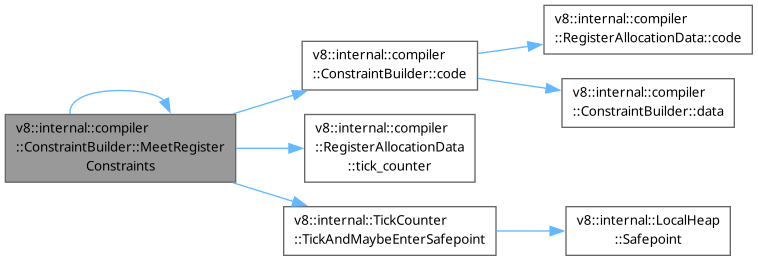 v8::internal::compiler
::ConstraintBuilder::MeetRegister
Constraints
v8::internal::compiler
::ConstraintBuilder::code
v8::internal::compiler
::RegisterAllocationData::code
v8::internal::compiler
::ConstraintBuilder::data
v8::internal::compiler
::RegisterAllocationData
::tick_counter
v8::internal::TickCounter
::TickAndMaybeEnterSafepoint
v8::internal::LocalHeap
::Safepoint